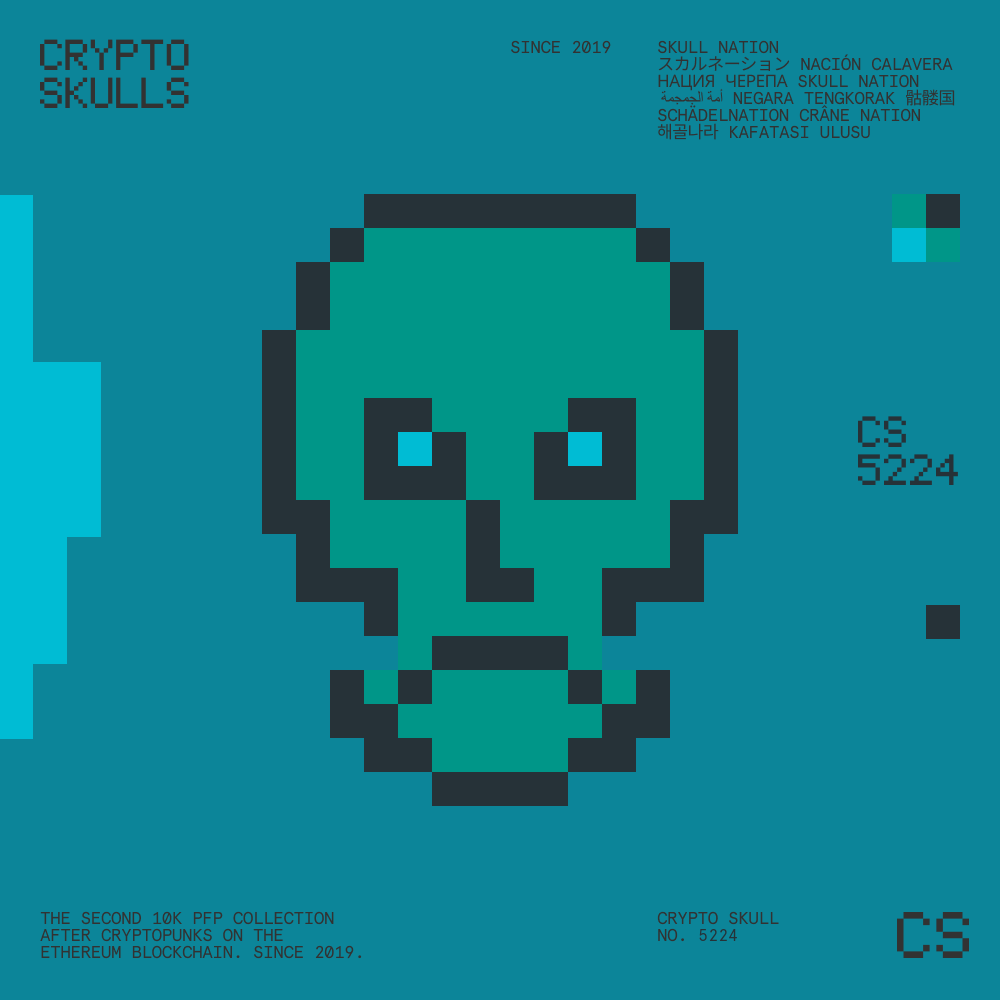 CRYPTO
SKULLS
SINCE 2019
SKULL NATION
スカルネーション NACIÓN CALAVERA
НАЦИЯ ЧЕРЕПА SKULL NATION
أمة الجمجمة NEGARA TENGKORAK 骷髅国
SCHÄDELNATION CRÂNE NATION
해골나라 KAFATASI ULUSU
CS
5224
THE SECOND 10K PFP COLLECTION
AFTER CRYPTOPUNKS ON THE
ETHEREUM BLOCKCHAIN. SINCE 2019.
CRYPTO SKULL
NO. 5224
CS